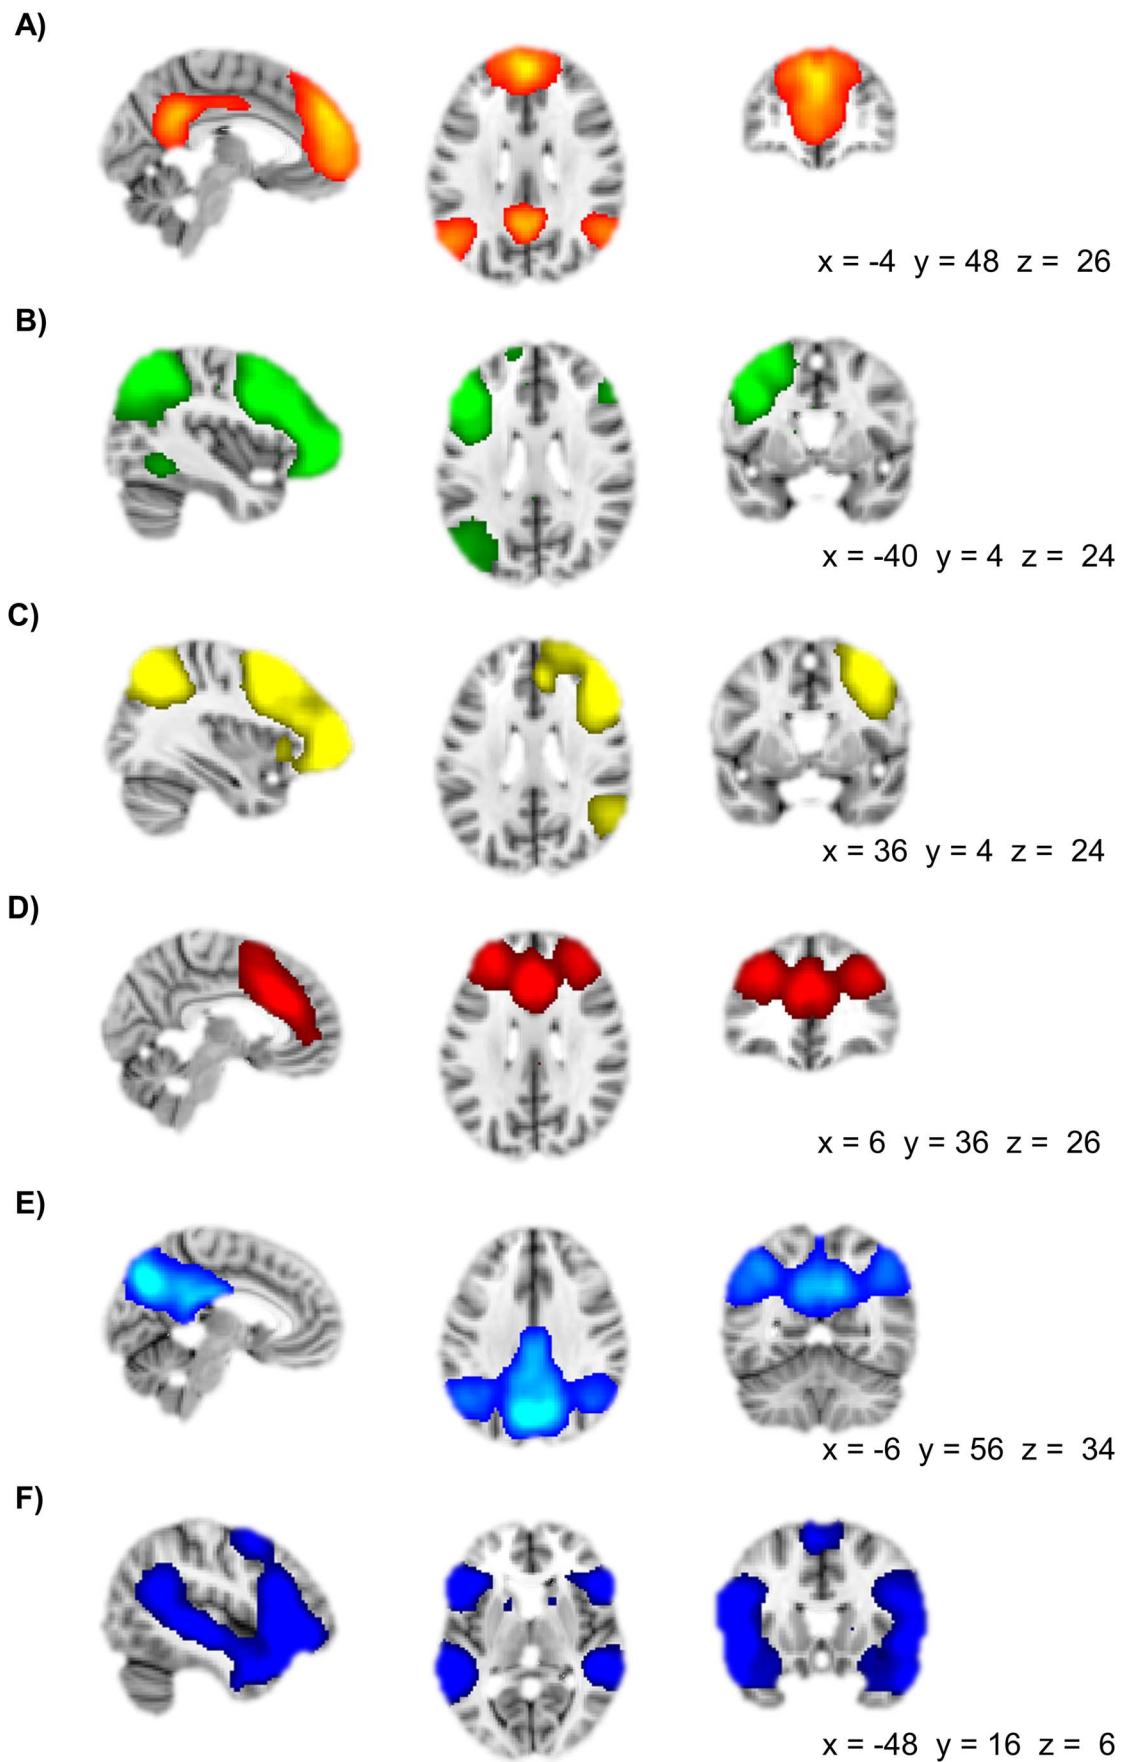 A)
x = -4 y = 48 z = 26
B)
x = -40 y = 4 z = 24
C)
x = 36 y = 4 z = 24
D)
x = 6 y = 36 z = 26
E)
x = -6 y = 56 z = 34
F)
x = -48 y = 16 z = 6